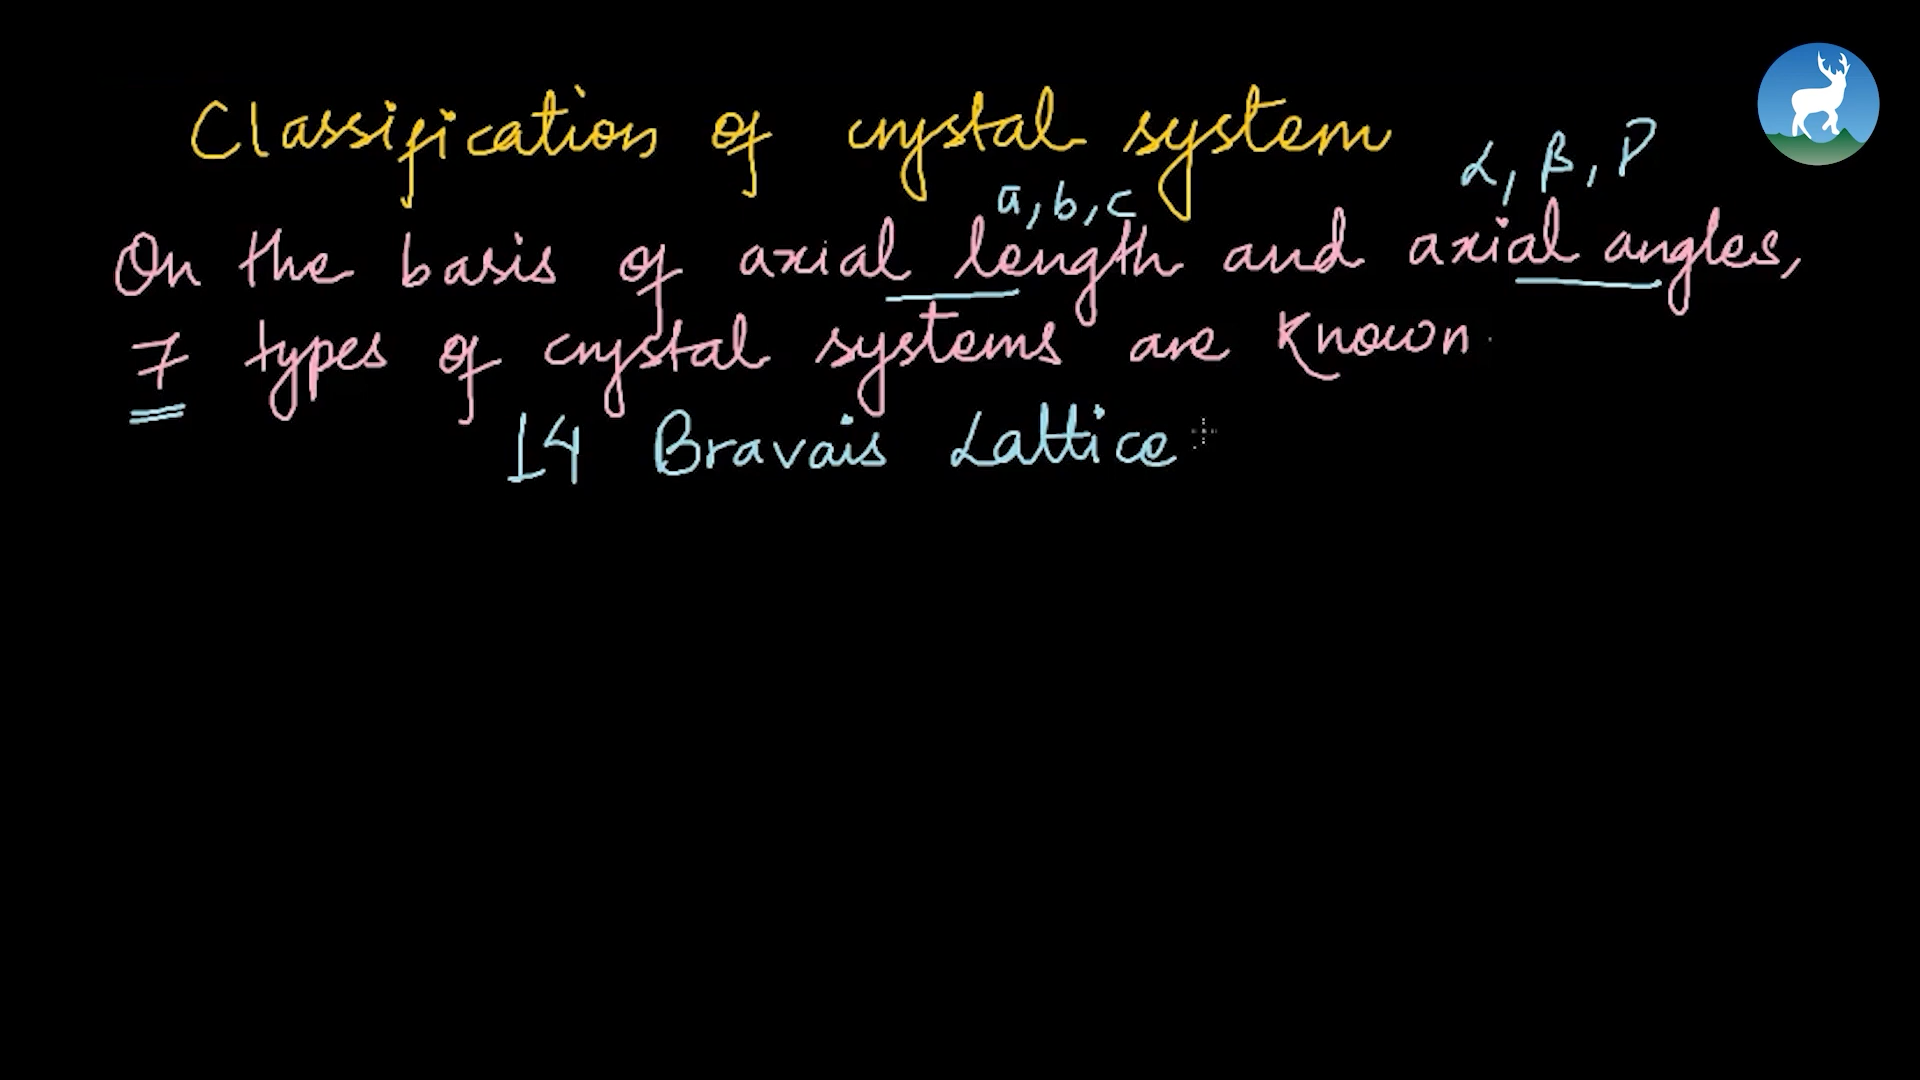 Classification of crystal system
a, b, c
α, β, γ
On the basis of axial length and axial angles,
7 types of crystal systems are known.
14 Bravais Lattice